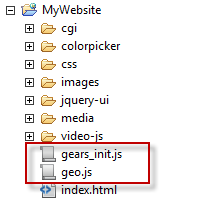 MyWebsite
cgi
colorpicker
css
images
jquery-ui
media
video-js
gears_init.js
geo.js
index.html